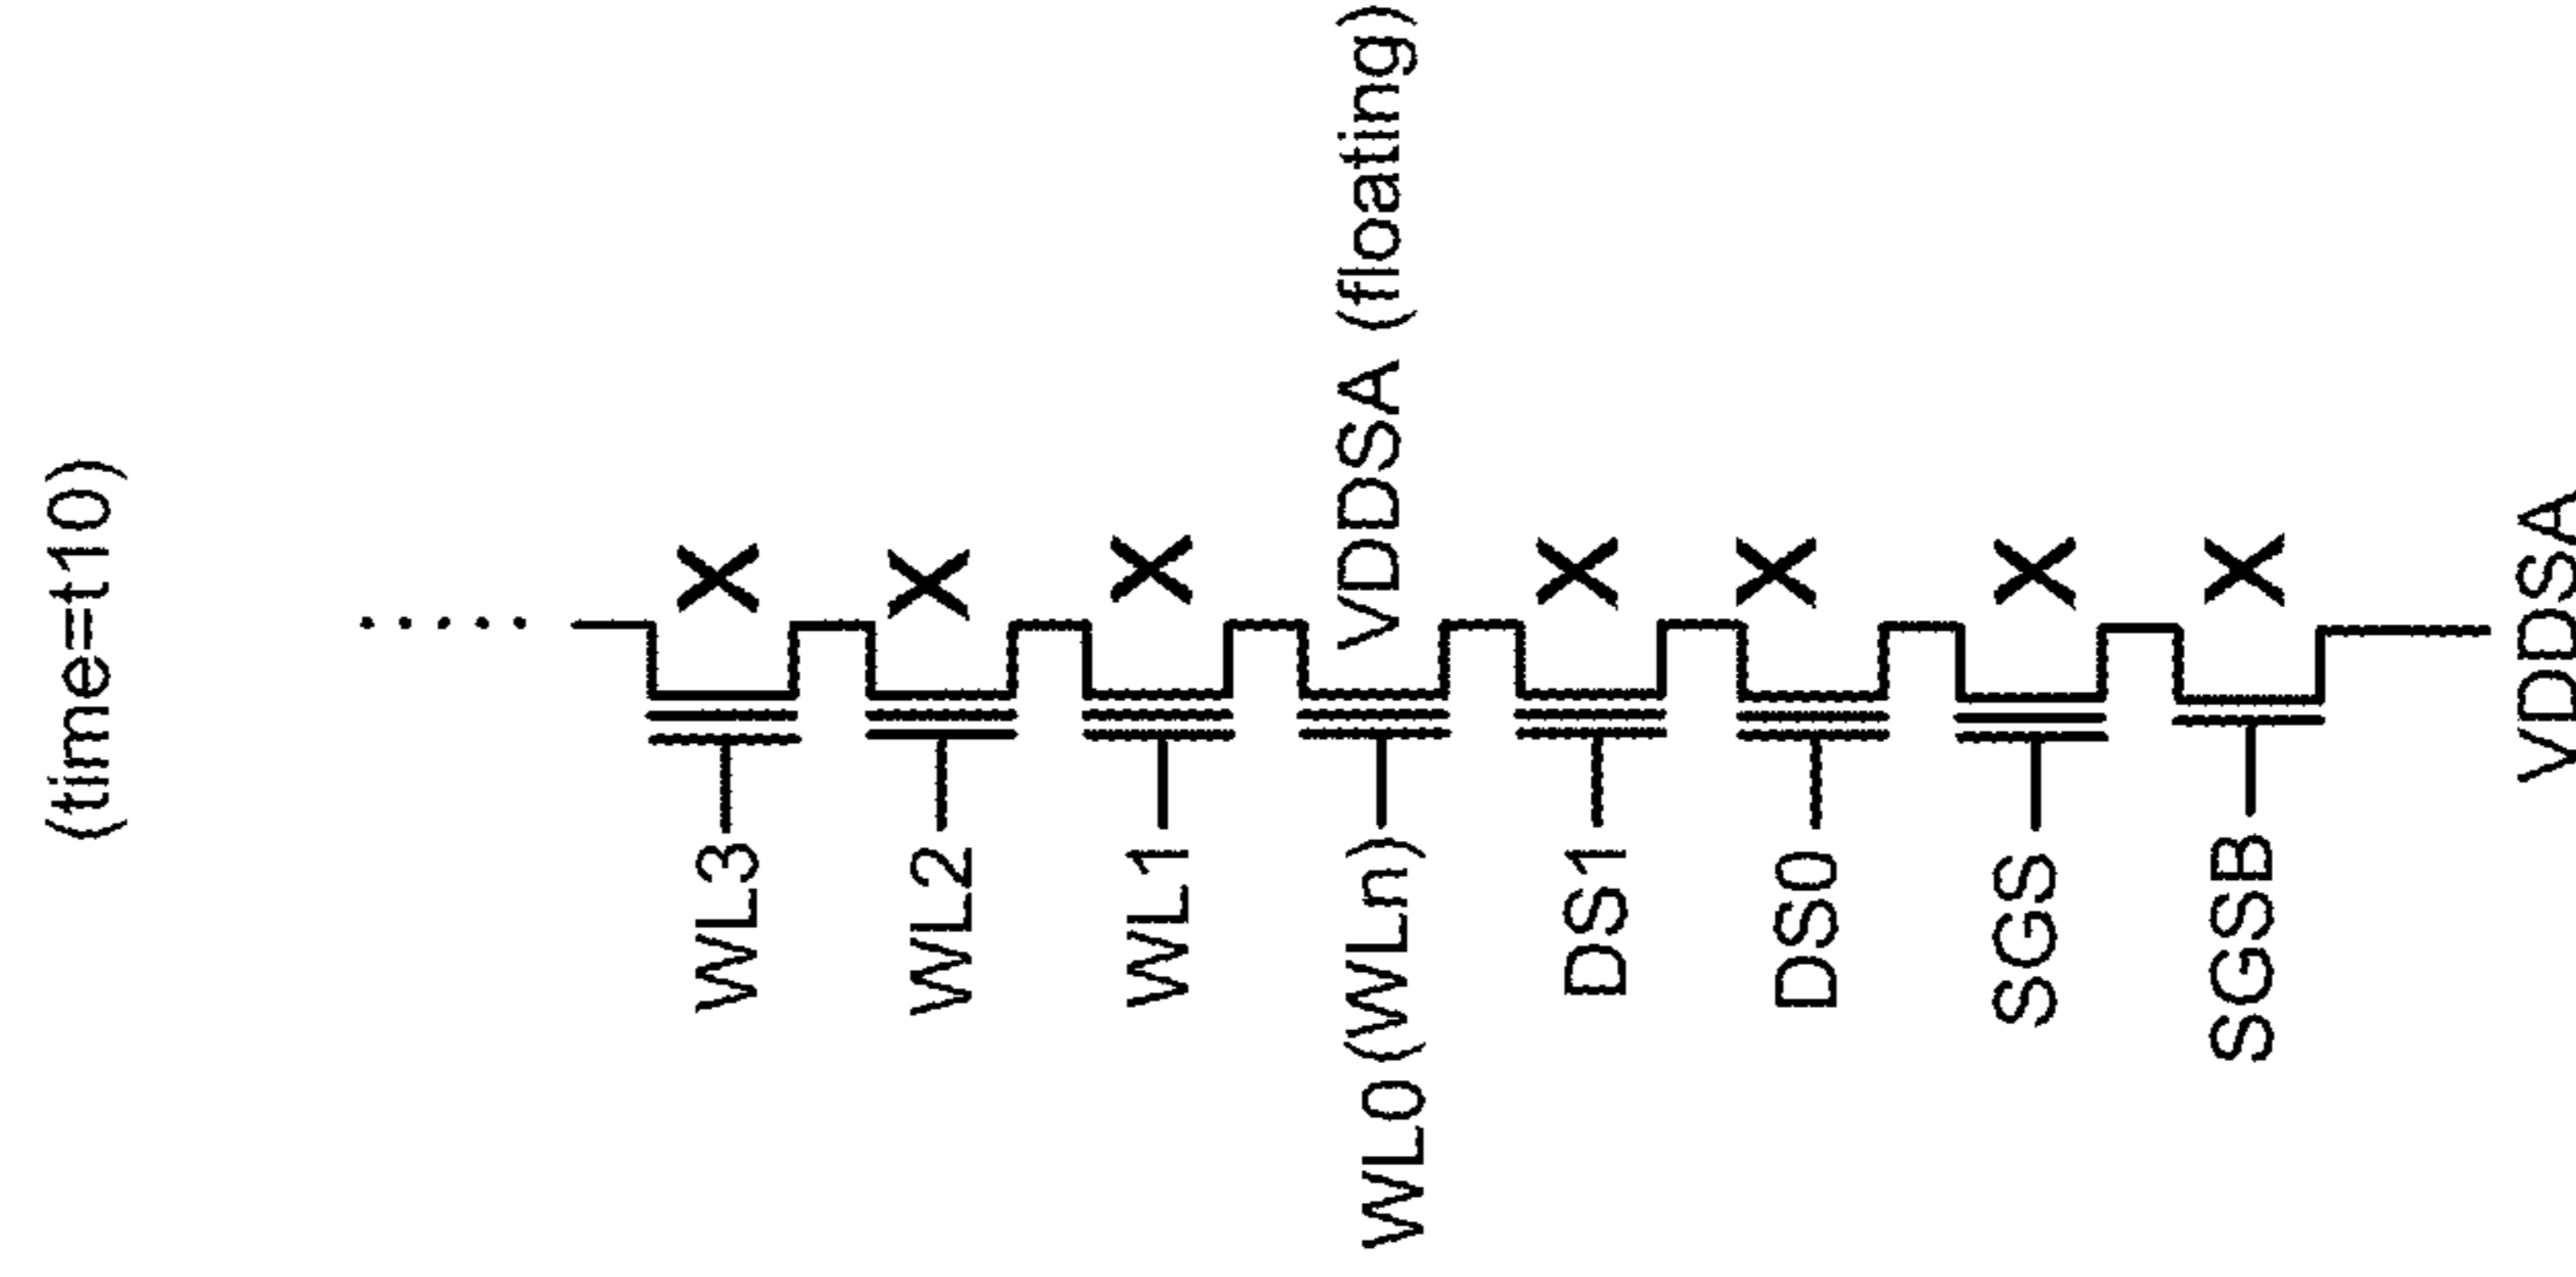 (time=t10)
WL3
X
WL2
X
WL1
X
WL0 (WLn)
VDDSA (floating)
DS1
X
DS0
X
SGS
X
SGSB
X
VDDSA